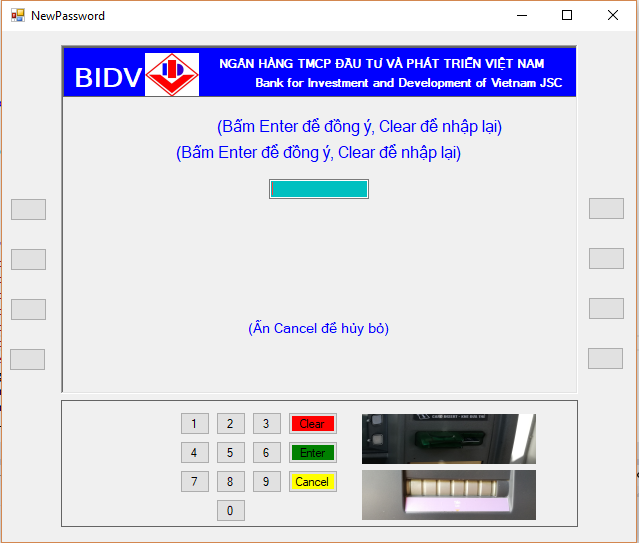 NewPassword
BIDV
NGÂN HÀNG TMCP ĐẦU TƯ VÀ PHÁT TRIỂN VIỆT NAM
Bank for Investment and Development of Vietnam JSC
(Bấm Enter để đồng ý, Clear để nhập lại)
(Bấm Enter để đồng ý, Clear để nhập lại)
(Ấn Cancel để hủy bỏ)
1 2 3 Clear
4 5 6 Enter
7 8 9 Cancel
0